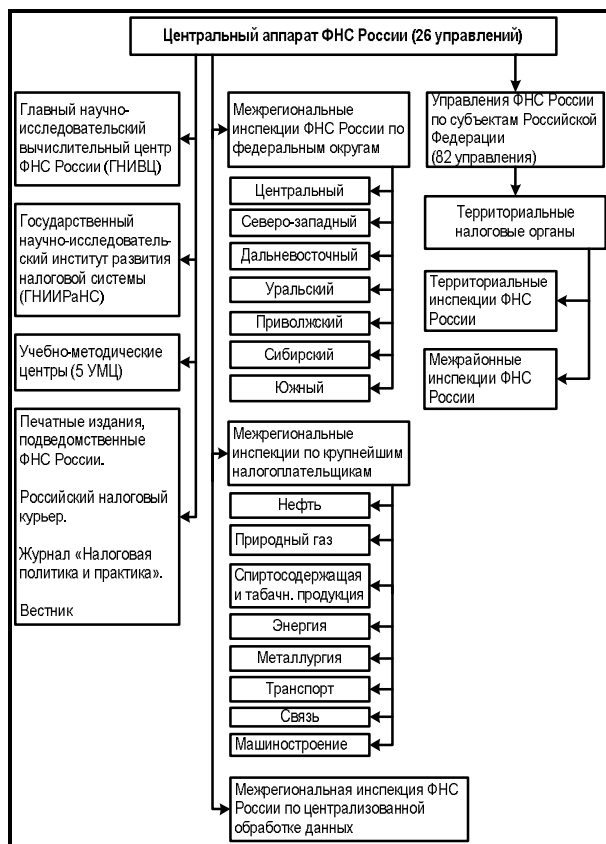 Центральный аппарат ФНС России (26 управлений)
Главный научно-
исследовательский
вычислительный центр
ФНС России (ГНИВЦ)
Государственный
научно-исследователь-
ский институт развития
налоговой системы
(ГНИИРаНС)
Учебно-методические
центры (5 УМЦ)
Печатные издания,
подведомственные
ФНС России.
Российский налоговый
курьер.
Журнал «Налоговая
политика и практика».
Вестник
Межрегиональные
инспекции ФНС России по
федеральным округам
Центральный
Северо-западный
Дальневосточный
Уральский
Приволжский
Сибирский
Южный
Межрегиональные
инспекции по крупнейшим
налогоплательщикам
Нефть
Природный газ
Спиртосодержащая
и табачн. продукция
Энергия
Металлургия
Транспорт
Связь
Машиностроение
Межрегиональная инспекция ФНС
России по централизованной
обработке данных
Управления ФНС России
по субъектам Российской
Федерации
(82 управления)
Территориальные
налоговые органы
Территориальные
инспекции ФНС
России
Межрайонные
инспекции ФНС
России